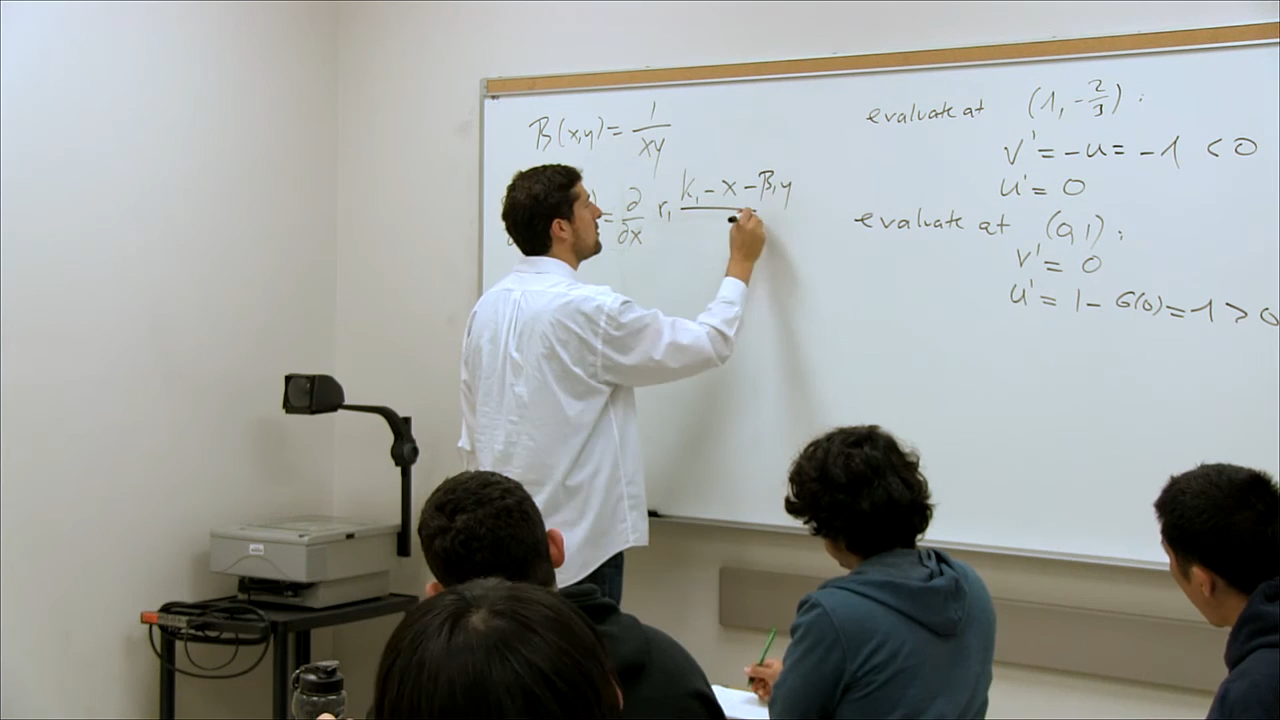 B(x,y) = 1/xy
= ∂/∂x r₁ (k₁ - x - β₁y)/
evaluate at (1, -2/3) :
v' = -u = -1 < 0
u' = 0
evaluate at (0,1) :
v' = 0
u' = 1 - 6(0) = 1 > 0